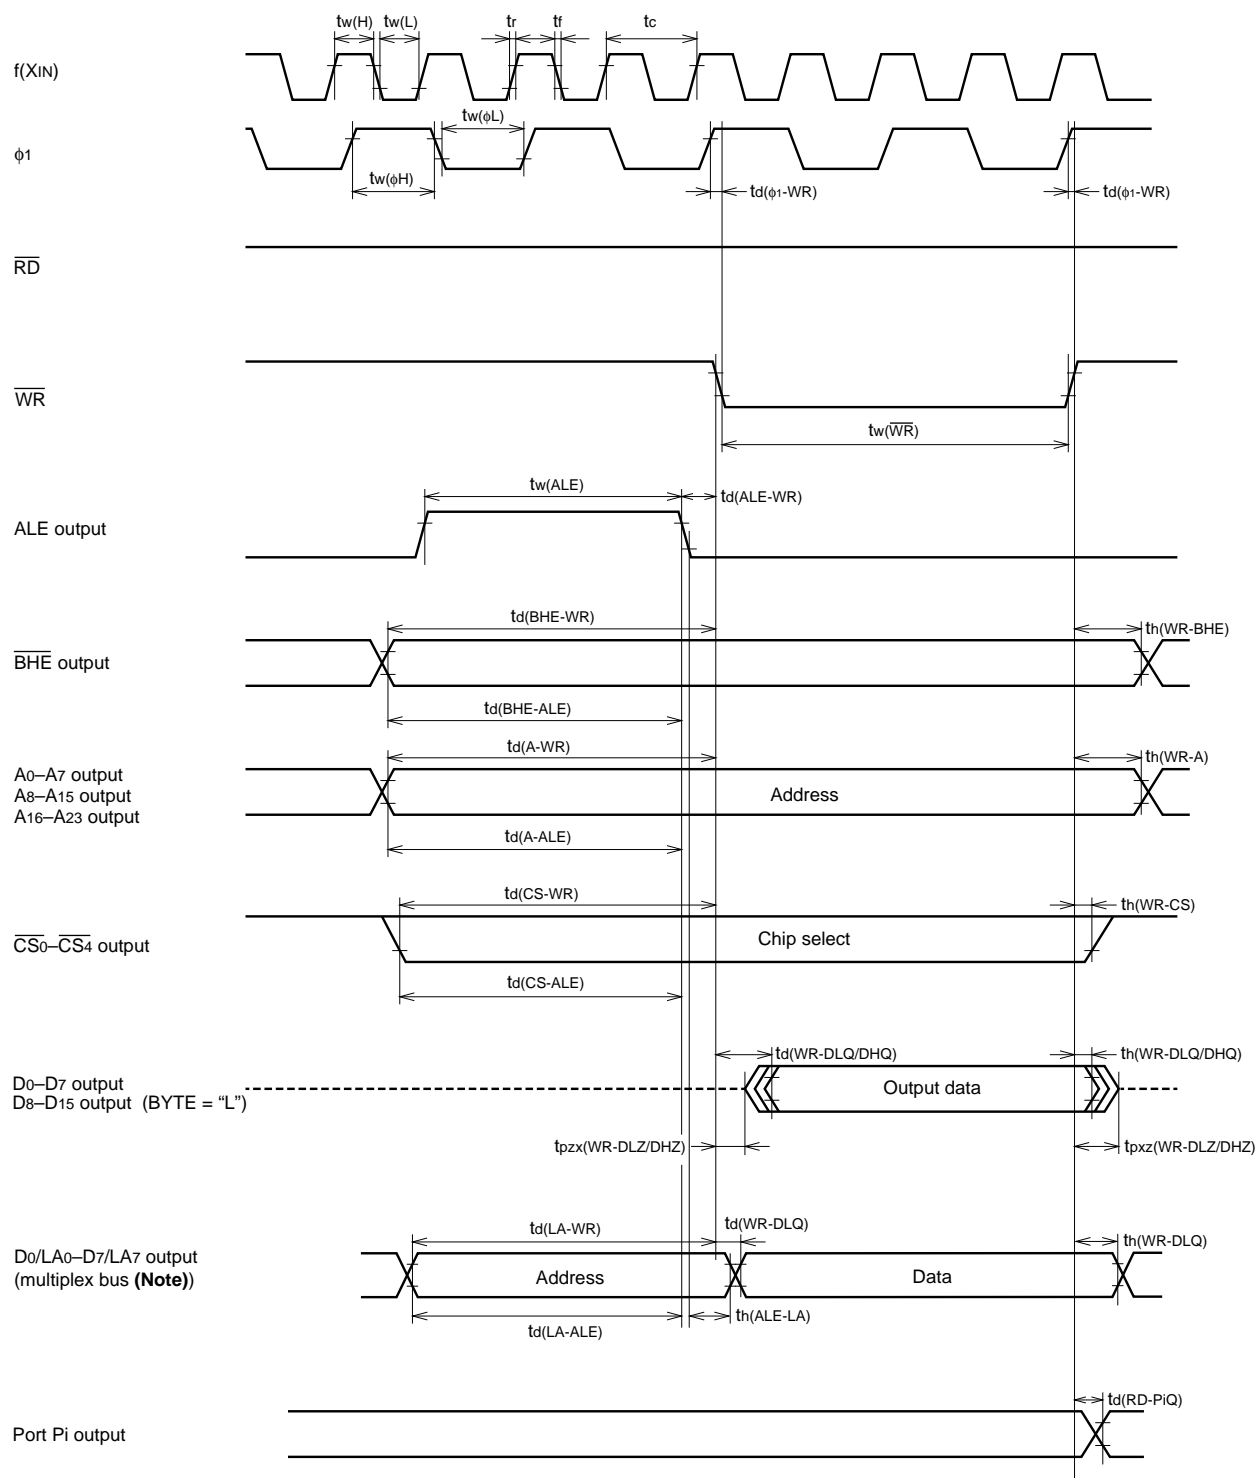 tw(H) tw(L) tr tf tc
f(XIN)
tw(ϕL)
ϕ1
tw(ϕH) td(ϕ1-WR) td(ϕ1-WR)
RD
WR
tw(WR)
tw(ALE) td(ALE-WR)
ALE output
td(BHE-WR) th(WR-BHE)
BHE output
td(BHE-ALE)
td(A-WR) th(WR-A)
A0–A7 output
A8–A15 output Address
A16–A23 output
td(A-ALE)
td(CS-WR) th(WR-CS)
CS0–CS4 output Chip select
td(CS-ALE)
td(WR-DLQ/DHQ) th(WR-DLQ/DHQ)
D0–D7 output Output data
D8–D15 output (BYTE = “L”)
tpzx(WR-DLZ/DHZ) tpxz(WR-DLZ/DHZ)
td(LA-WR) td(WR-DLQ) th(WR-DLQ)
D0/LA0–D7/LA7 output
(multiplex bus (Note)) Address Data
td(LA-ALE) th(ALE-LA)
td(RD-PiQ)
Port Pi output